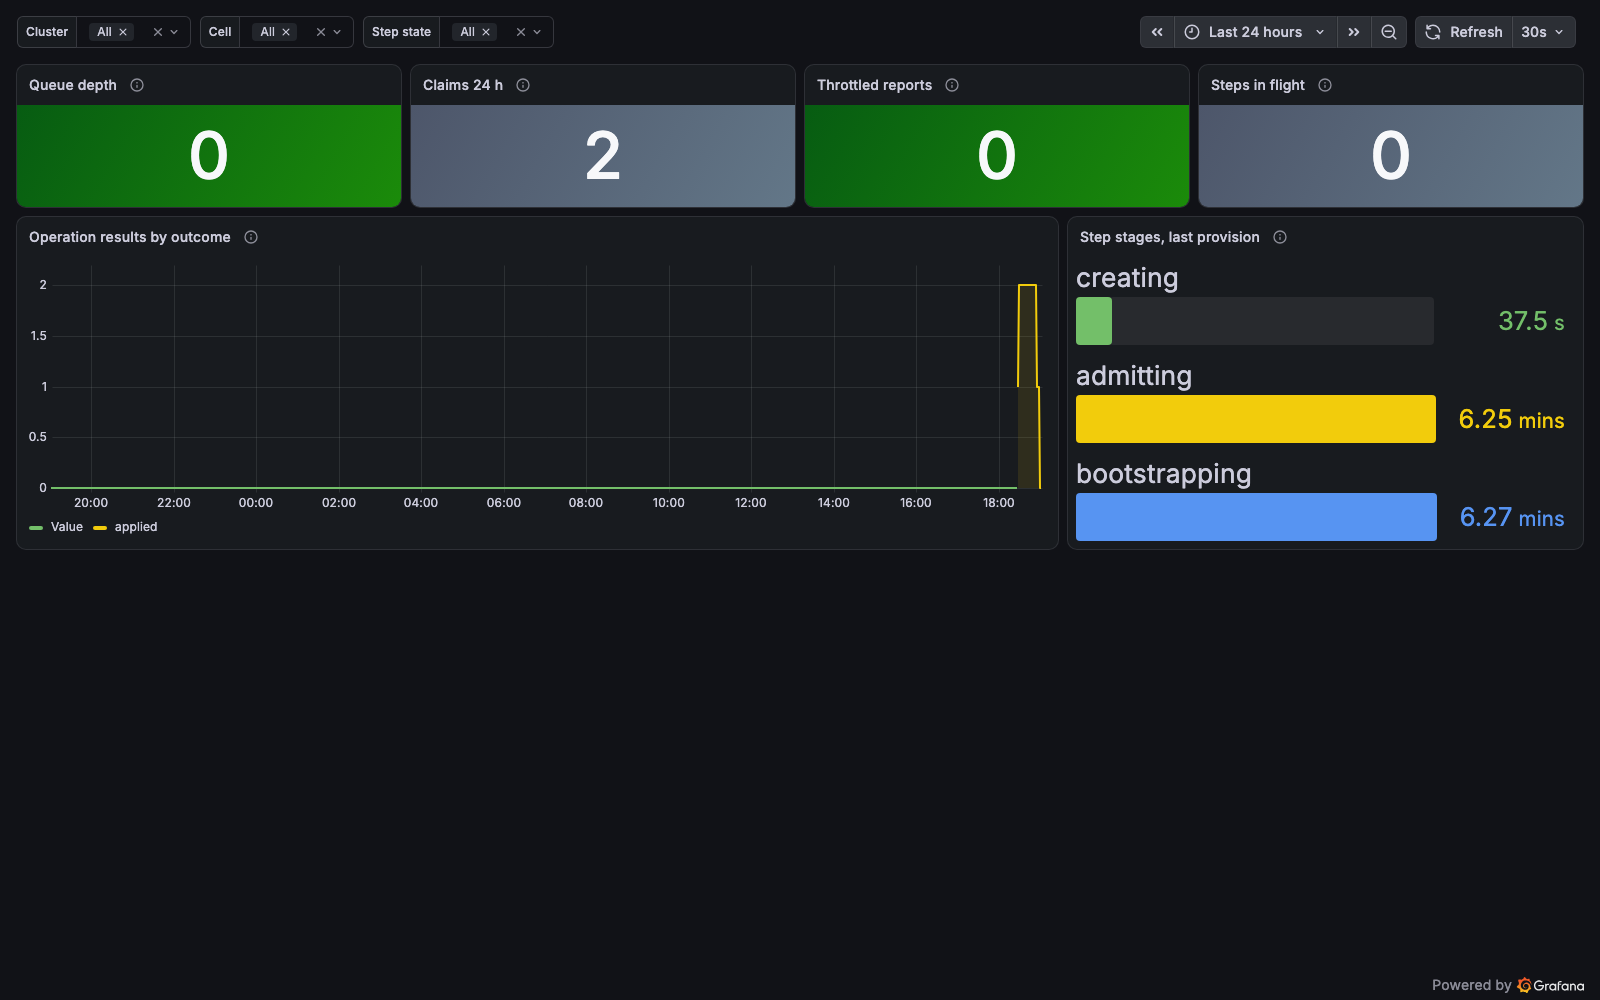 Cluster All Cell All Step state All Last 24 hours Refresh 30s
Queue depth Claims 24 h Throttled reports Steps in flight
0 2 0 0
Operation results by outcome
2
1.5
1
0.5
0
20:00 22:00 00:00 02:00 04:00 06:00 08:00 10:00 12:00 14:00 16:00 18:00
Value applied
Step stages, last provision
creating
37.5 s
admitting
6.25 mins
bootstrapping
6.27 mins
Powered by Grafana